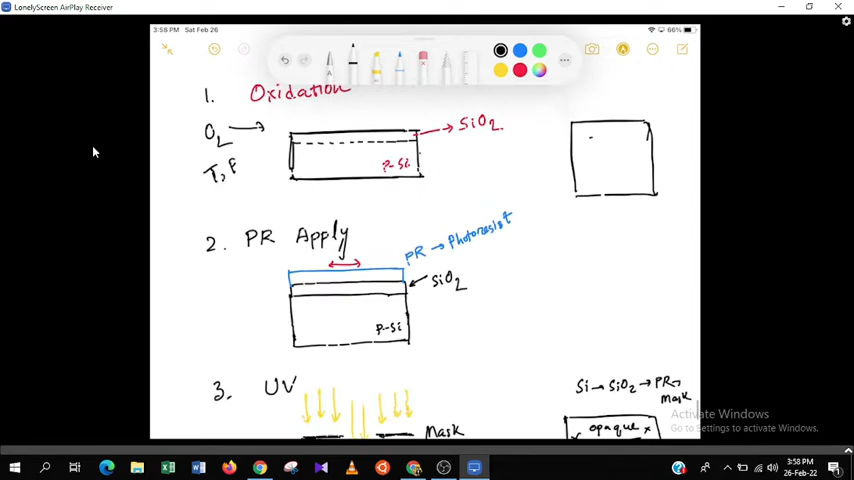 LonelyScreen AirPlay Receiver
3:58 PM Sat Feb 26
66%
1. Oxidation
O2 → SiO2
T, P
P-Si
2. PR Apply
PR → Photoresist
SiO2
P-Si
3. UV
Si → SiO2 → PR →
Mask
opaque
Mask
Activate Windows
Go to Settings to activate Windows.
3:58 PM
26-Feb-22